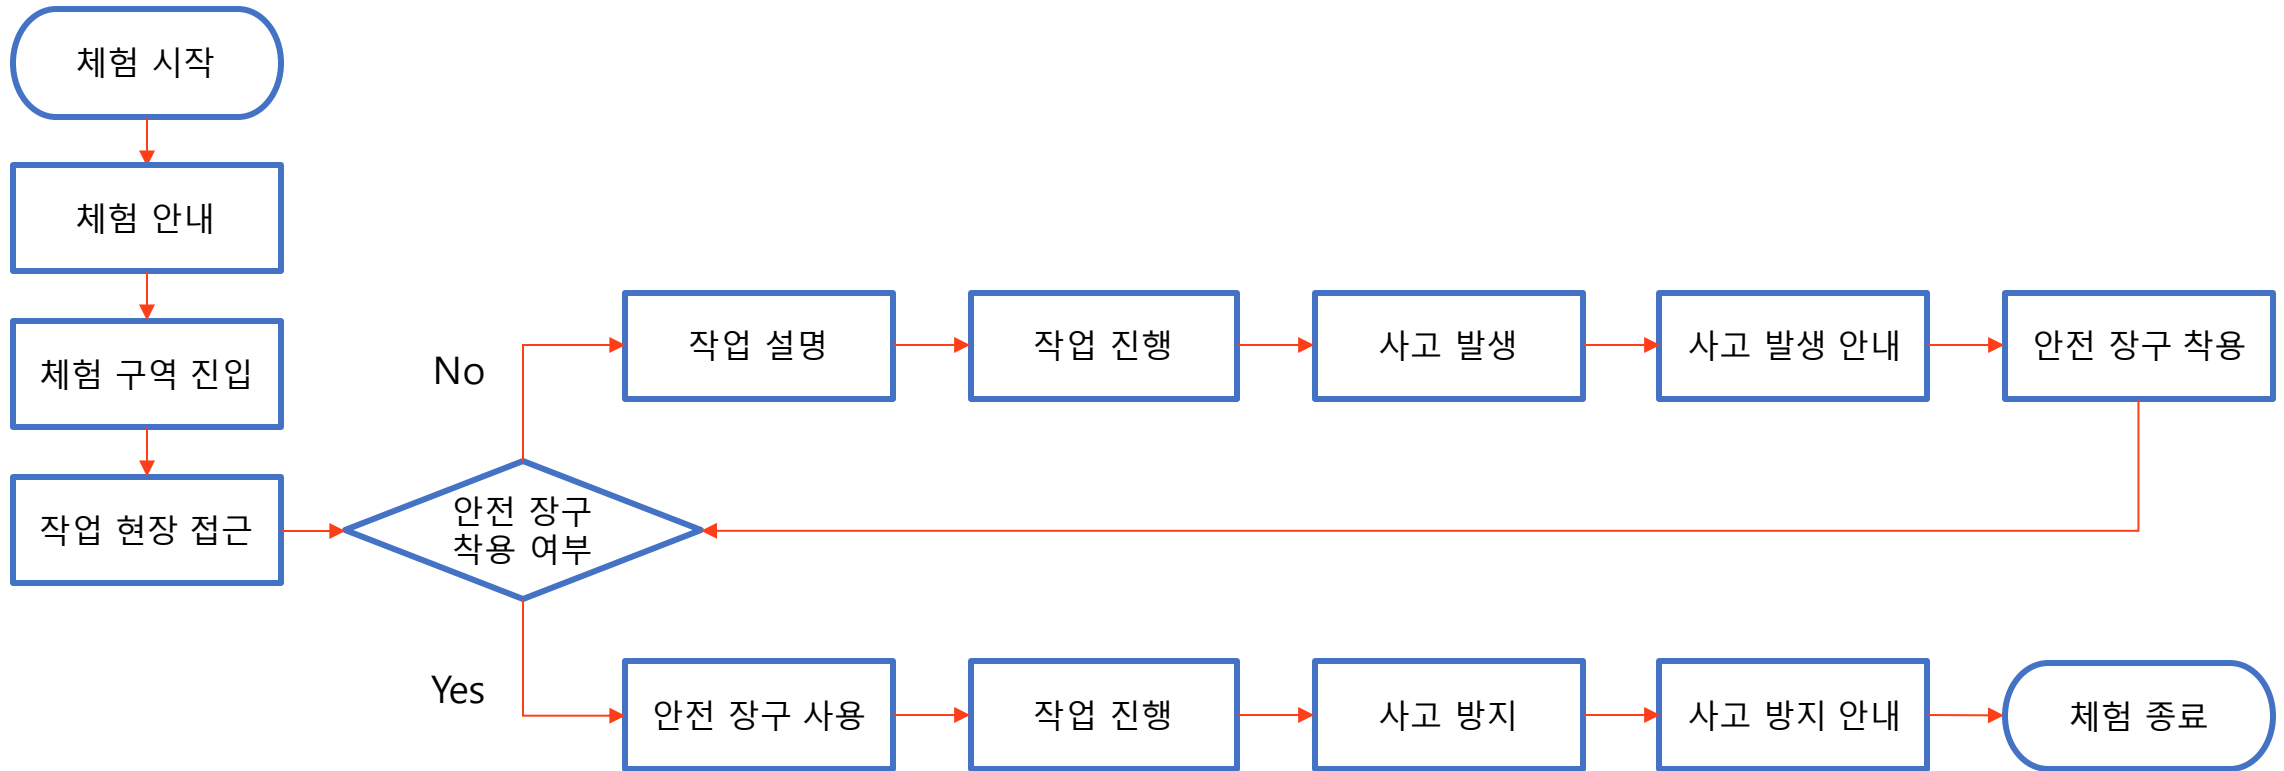 체험 시작
체험 안내
체험 구역 진입
작업 현장 접근
안전 장구
착용 여부
No
작업 설명
작업 진행
사고 발생
사고 발생 안내
안전 장구 착용
Yes
안전 장구 사용
작업 진행
사고 방지
사고 방지 안내
체험 종료